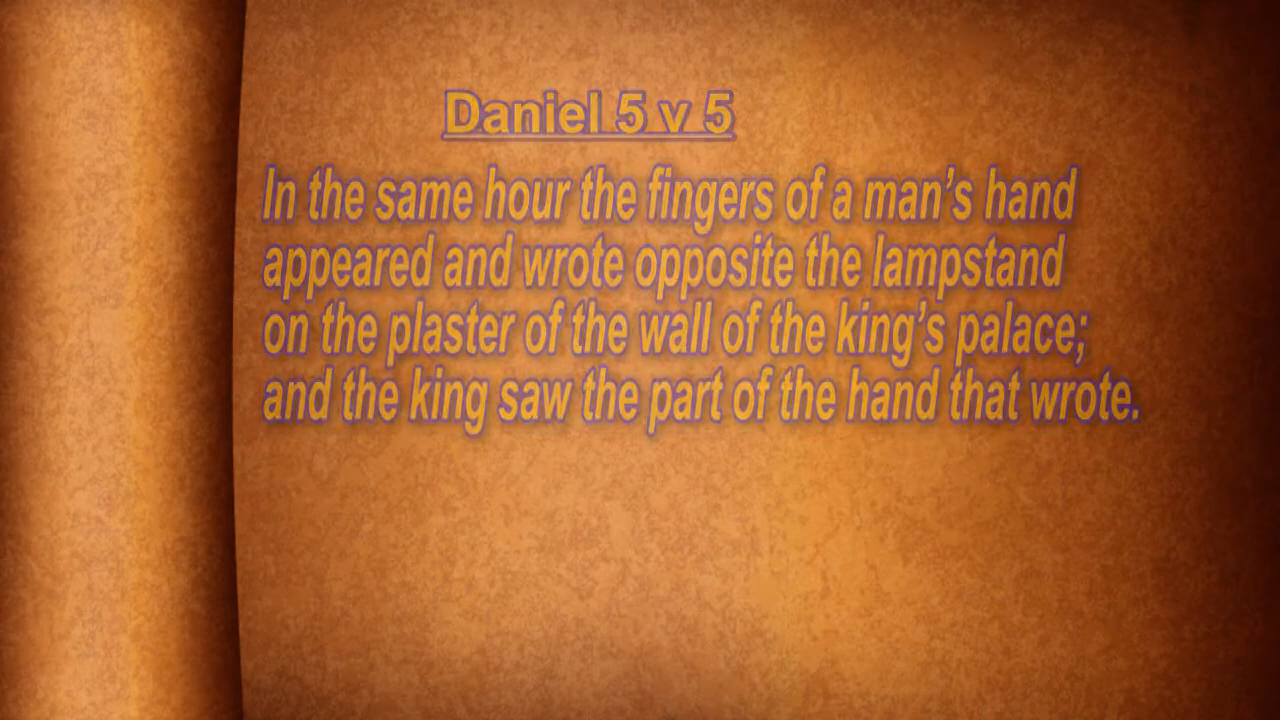 Daniel 5 v 5
In the same hour the fingers of a man’s hand
appeared and wrote opposite the lampstand
on the plaster of the wall of the king’s palace;
and the king saw the part of the hand that wrote.